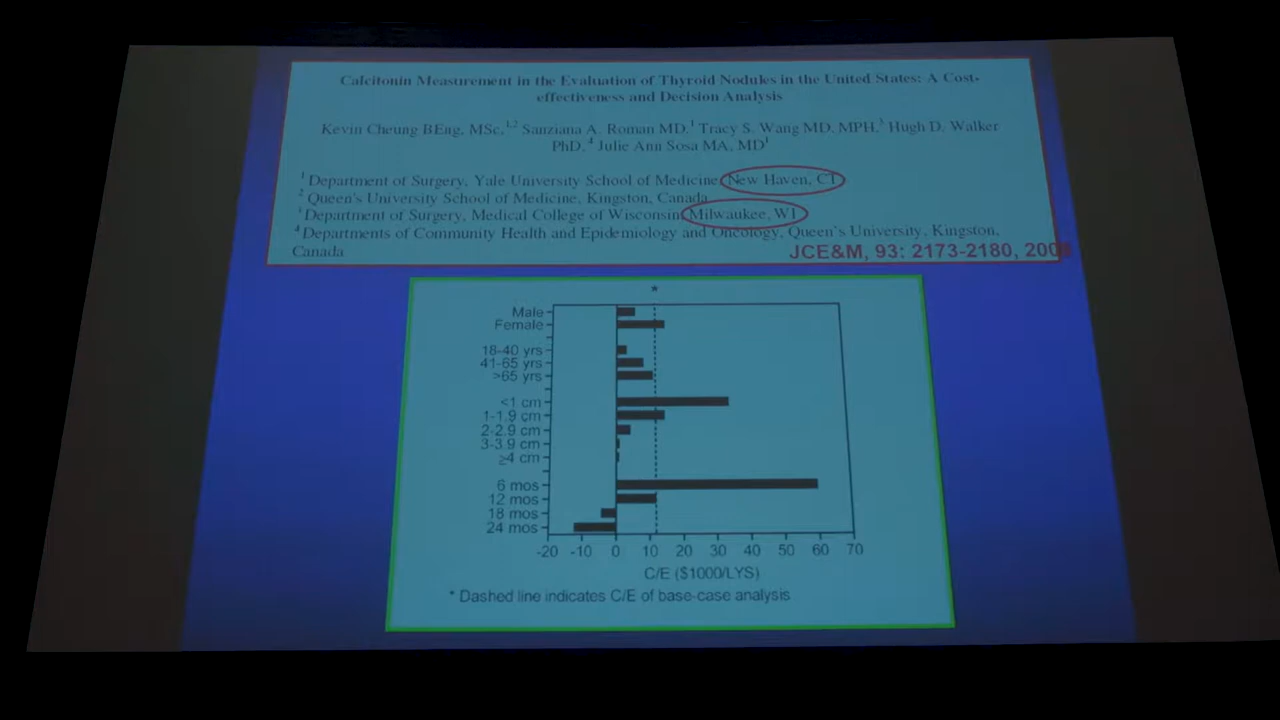 Calcitonin Measurement in the Evaluation of Thyroid Nodules in the United States: A Cost-
effectiveness and Decision Analysis
Kevin Cheung BEng, MSc,1,2 Sanziana A. Roman MD,1 Tracy S. Wang MD, MPH,3 Hugh D. Walker
PhD,4 Julie Ann Sosa MA, MD1
1 Department of Surgery, Yale University School of Medicine New Haven, CT
2 Queen's University School of Medicine, Kingston, Canada
3 Department of Surgery, Medical College of Wisconsin Milwaukee, WI
4 Departments of Community Health and Epidemiology and Oncology, Queen's University, Kingston,
Canada
JCE&M, 93: 2173-2180, 200
*
Male
Female
18-40 yrs
41-65 yrs
>65 yrs
<1 cm
1-1.9 cm
2-2.9 cm
3-3.9 cm
≥4 cm
6 mos
12 mos
18 mos
24 mos
-20 -10 0 10 20 30 40 50 60 70
C/E ($1000/LYS)
* Dashed line indicates C/E of base-case analysis